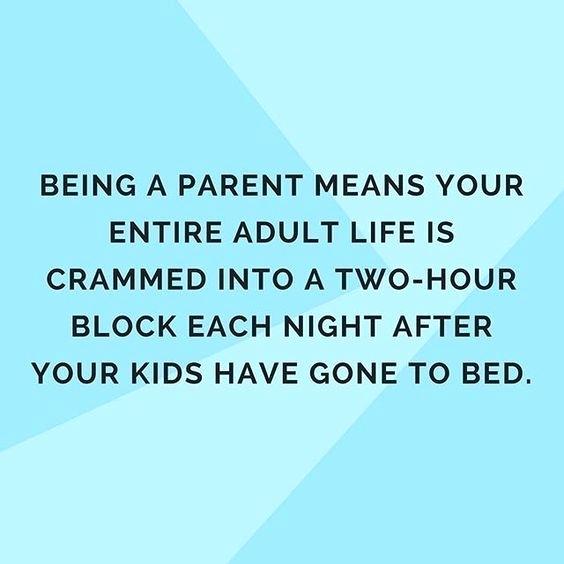 BEING A PARENT MEANS YOUR
ENTIRE ADULT LIFE IS
CRAMMED INTO A TWO-HOUR
BLOCK EACH NIGHT AFTER
YOUR KIDS HAVE GONE TO BED.